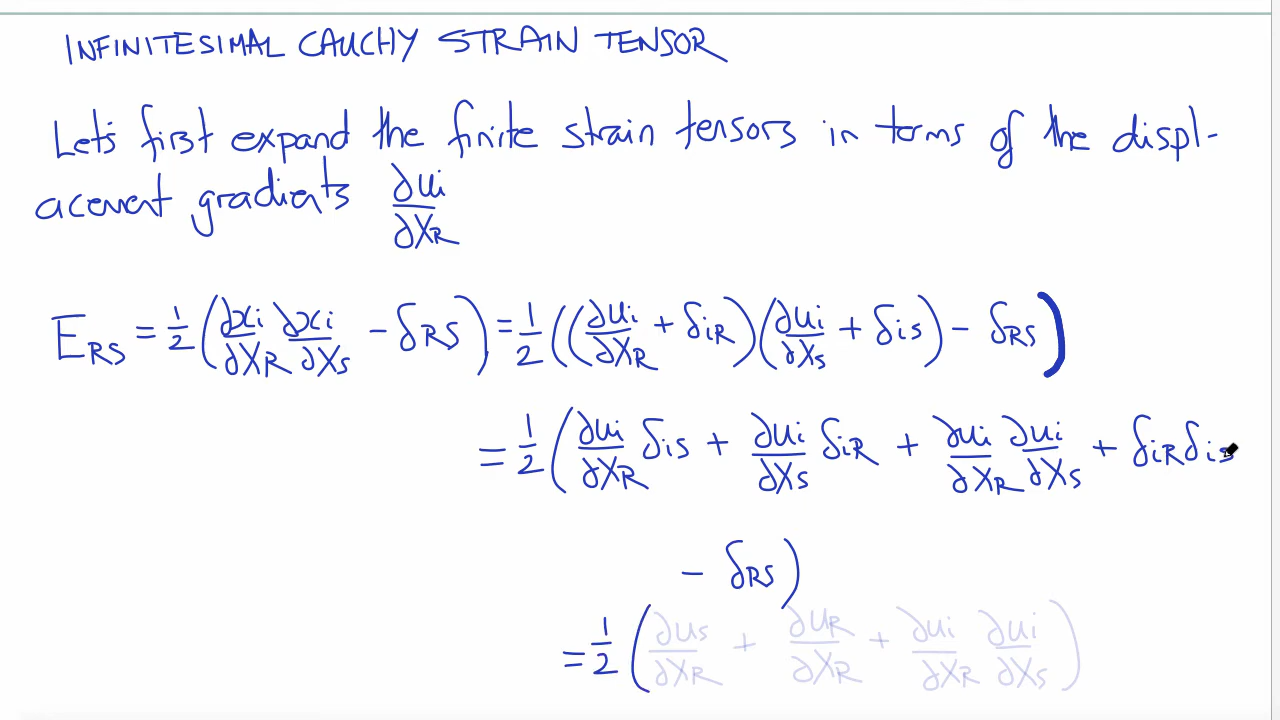 INFINITESIMAL CAUCHY STRAIN TENSOR
Let's first expand the finite strain tensors in terms of the displ-
acement gradients ∂ui/∂XR
ERS = 1/2 (∂xi/∂XR ∂xi/∂XS - δRS) = 1/2 ((∂ui/∂XR + δiR)(∂ui/∂XS + δis) - δRS)
= 1/2 (∂ui/∂XR δis + ∂ui/∂XS δiR + ∂ui/∂XR ∂ui/∂XS + δiR δis
- δRS)
= 1/2 (∂us/∂XR + ∂uR/∂XR + ∂ui/∂XR ∂ui/∂XS)